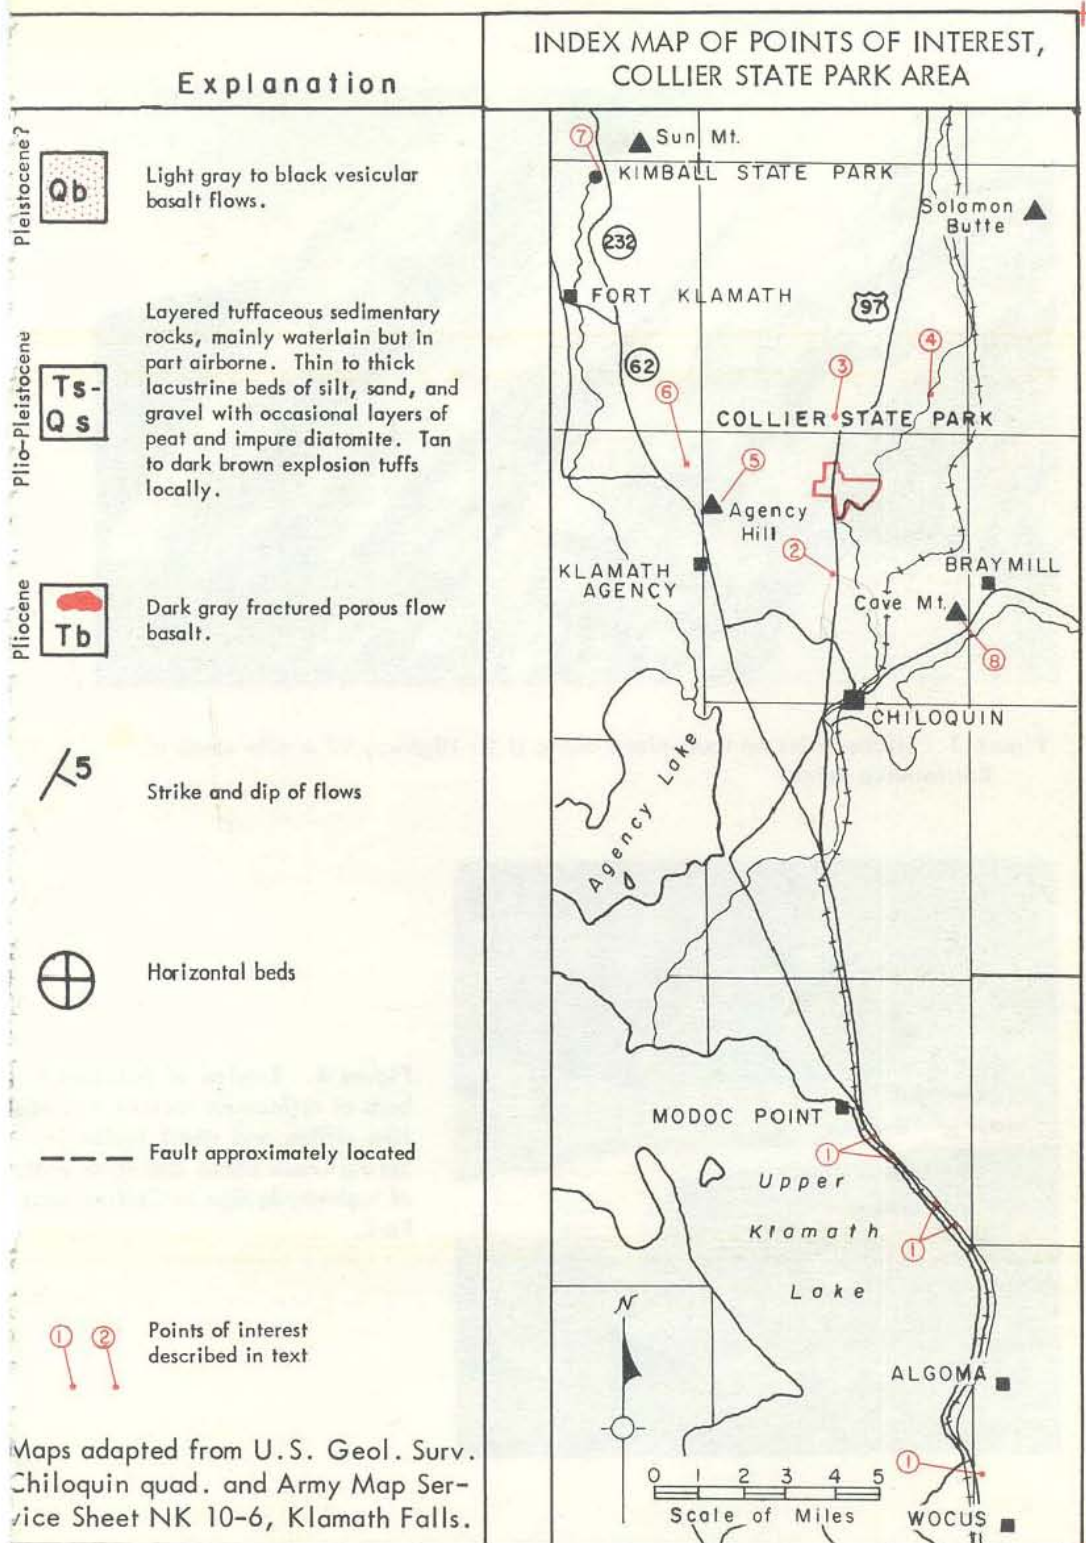 Explanation
Pleistocene?
Qb
Light gray to black vesicular
basalt flows.
Plio-Pleistocene
Ts-
Qs
Layered tuffaceous sedimentary
rocks, mainly waterlain but in
part airborne. Thin to thick
lacustrine beds of silt, sand, and
gravel with occasional layers of
peat and impure diatomite. Tan
to dark brown explosion tuffs
locally.
Pliocene
Tb
Dark gray fractured porous flow
basalt.
5
Strike and dip of flows
Horizontal beds
Fault approximately located
1 2
Points of interest
described in text
Maps adapted from U.S. Geol. Surv.
Chiloquin quad. and Army Map Ser-
vice Sheet NK 10-6, Klamath Falls.
INDEX MAP OF POINTS OF INTEREST,
COLLIER STATE PARK AREA
7
Sun Mt.
KIMBALL STATE PARK
Solamon
Butte
232
FORT KLAMATH
97
62
6
3
4
COLLIER STATE PARK
5
Agency
Hill
2
KLAMATH
AGENCY
BRAYMILL
Cave Mt.
8
CHILOQUIN
Agency Lake
MODOC POINT
1
Upper
Klamath
Lake
1
N
ALGOMA
1
0 1 2 3 4 5
Scale of Miles
WOCUS